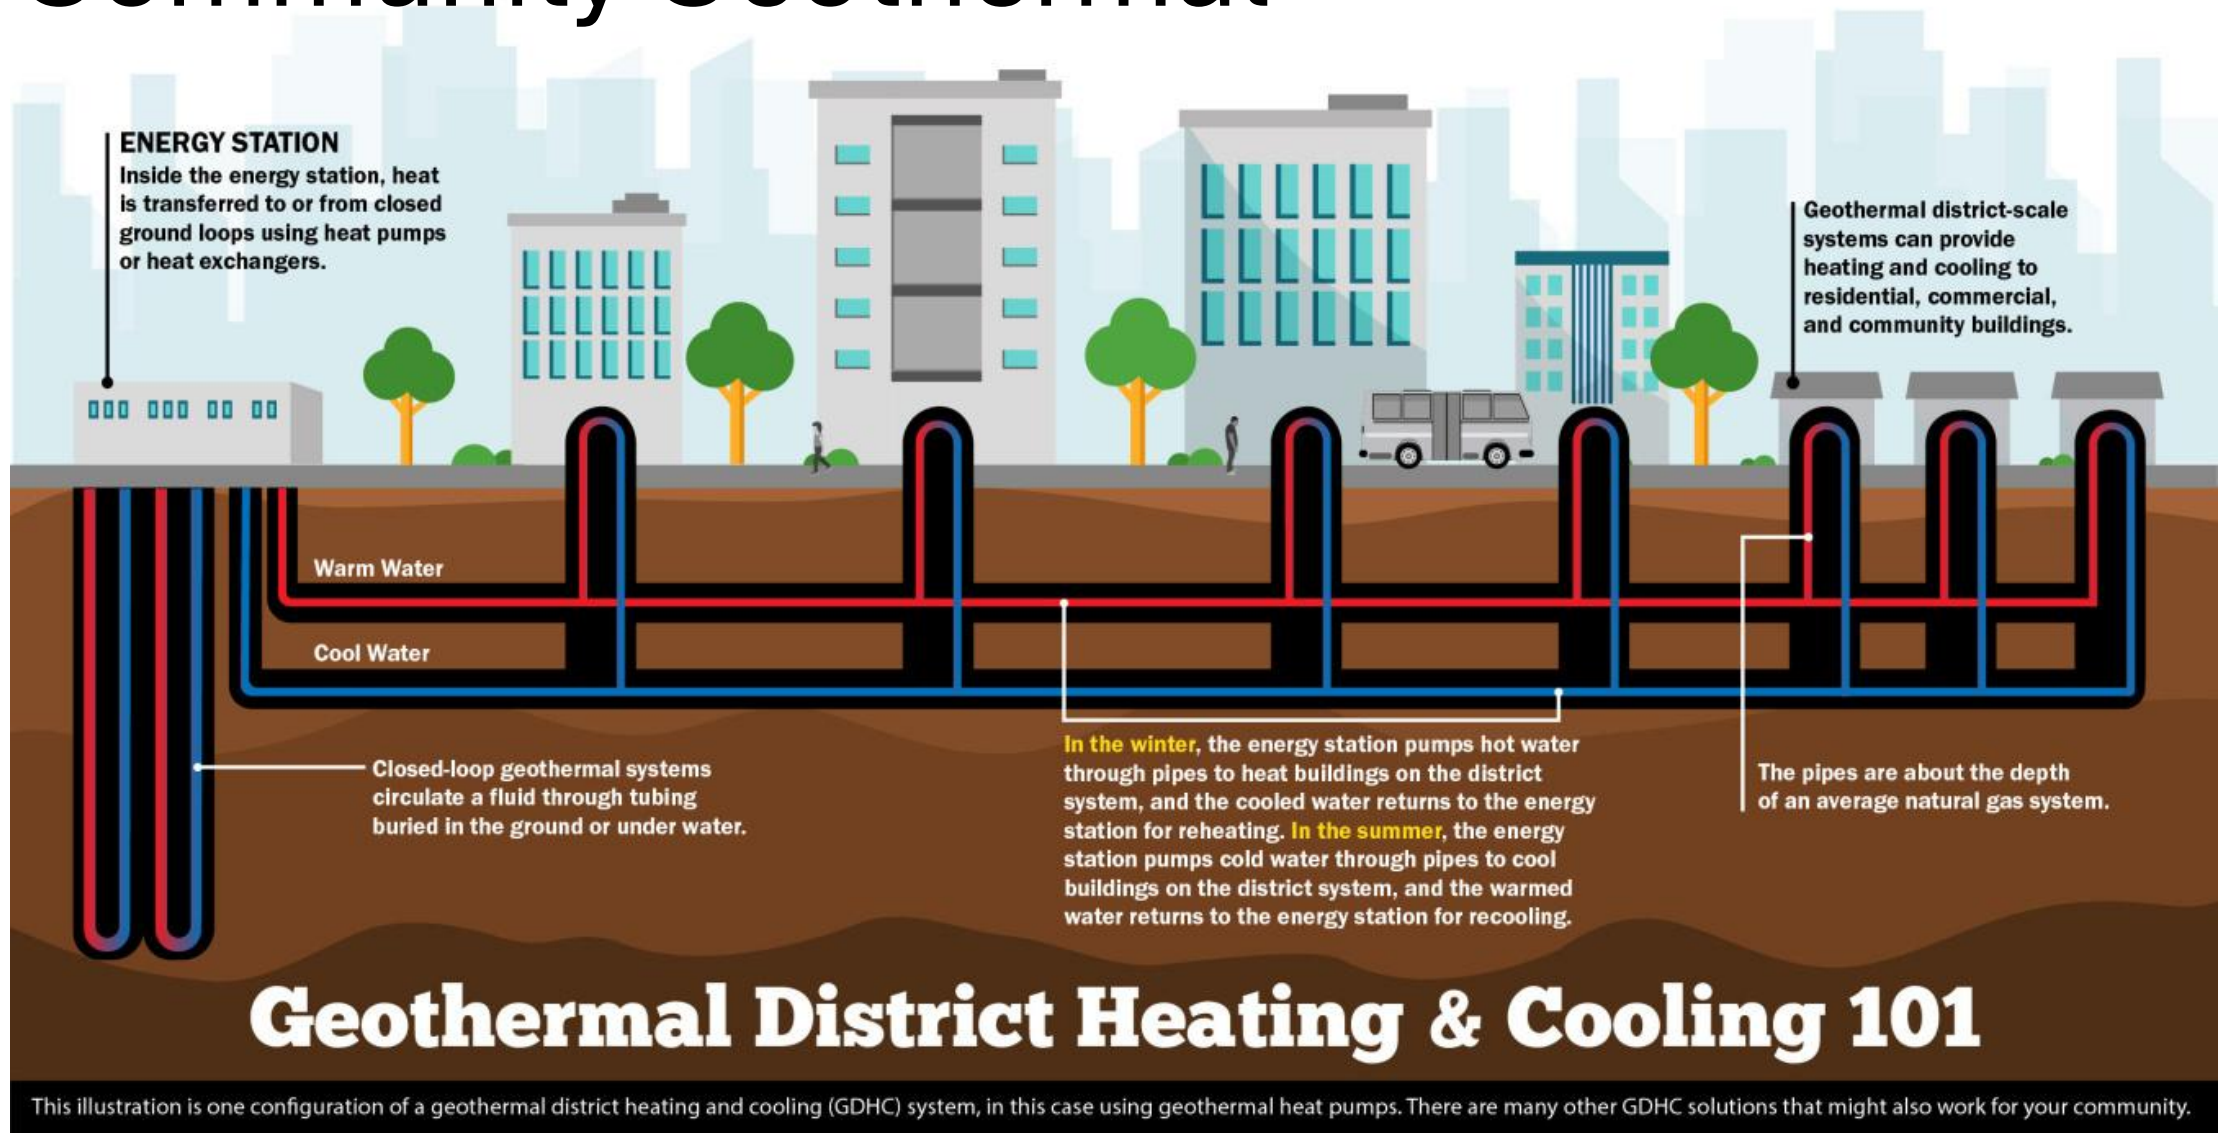 Community Geothermal
ENERGY STATION
Inside the energy station, heat
is transferred to or from closed
ground loops using heat pumps
or heat exchangers.
Geothermal district-scale
systems can provide
heating and cooling to
residential, commercial,
and community buildings.
Warm Water
Cool Water
Closed-loop geothermal systems
circulate a fluid through tubing
buried in the ground or under water.
In the winter, the energy station pumps hot water
through pipes to heat buildings on the district
system, and the cooled water returns to the energy
station for reheating. In the summer, the energy
station pumps cold water through pipes to cool
buildings on the district system, and the warmed
water returns to the energy station for recooling.
The pipes are about the depth
of an average natural gas system.
Geothermal District Heating & Cooling 101
This illustration is one configuration of a geothermal district heating and cooling (GDHC) system, in this case using geothermal heat pumps. There are many other GDHC solutions that might also work for your community.